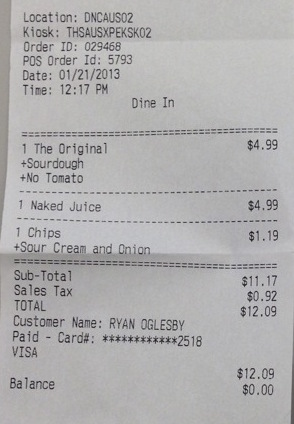 Location: DNCAUS02
Kiosk: THSAUSXPEKSK02
Order ID: 029468
POS Order Id: 5793
Date: 01/21/2013
Time: 12:17 PM
Dine In
==========================================
1 The Original $4.99
+Sourdough
+No Tomato
------------------------------------------
1 Naked Juice $4.99
------------------------------------------
1 Chips $1.19
+Sour Cream and Onion
==========================================
Sub-Total $11.17
Sales Tax $0.92
TOTAL $12.09
Customer Name: RYAN OGLESBY
Paid - Card#: ************2518
VISA $12.09
Balance $0.00